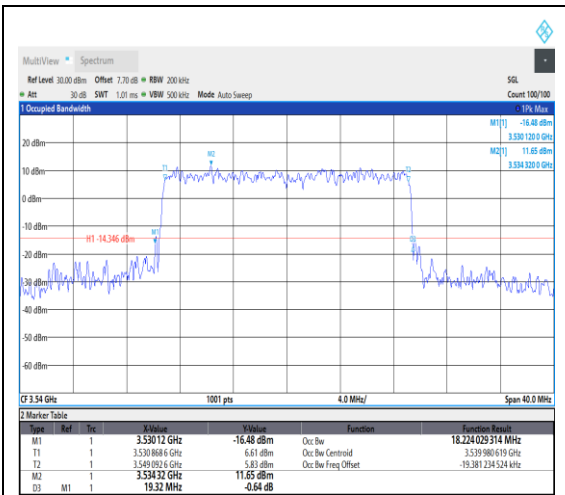 MultiView Spectrum
Ref Level 30.00 dBm Offset 7.70 dB RBW 200 kHz SGL
Att 30 dB SWT 1.01 ms VBW 500 kHz Mode Auto Sweep Count 100/100
1 Occupied Bandwidth 1Pk Max
M1[1] -16.48 dBm
3.530 120 0 GHz
M2[1] 11.65 dBm
3.534 320 0 GHz
20 dBm
M2
T1
T2
10 dBm
0 dBm
-10 dBm
M1
H1 -14.346 dBm
D3
-20 dBm
-30 dBm
-40 dBm
-50 dBm
-60 dBm
CF 3.54 GHz 1001 pts 4.0 MHz/ Span 40.0 MHz
2 Marker Table
Type Ref Trc X-Value Y-Value Function Function Result
M1 1 3.53012 GHz -16.48 dBm Occ Bw 18.224 029 314 MHz
T1 1 3.530 868 6 GHz 6.61 dBm Occ Bw Centroid 3.539 980 619 GHz
T2 1 3.549 092 6 GHz 5.83 dBm Occ Bw Freq Offset -19.381 234 524 kHz
M2 1 3.534 32 GHz 11.65 dBm
D3 M1 1 19.32 MHz -0.64 dB